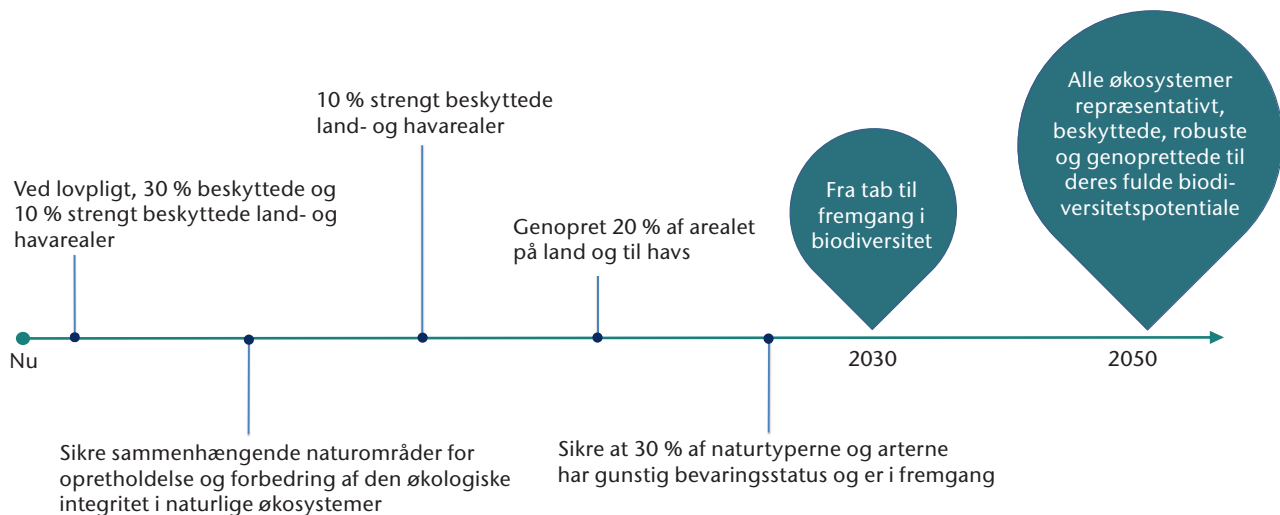 Alle økosystemer
repræsentativt,
beskyttede, robuste
og genoprettede til
deres fulde biodi-
versitetspotentiale
10 % strengt beskyttede
land- og havarealer
Ved lovpligt, 30 % beskyttede og
10 % strengt beskyttede land- og
havarealer
Fra tab til
fremgang i
biodiversitet
Genopret 20 % af arealet
på land og til havs
Nu
2030
2050
Sikre sammenhængende naturområder for
opretholdelse og forbedring af den økologiske
integritet i naturlige økosystemer
Sikre at 30 % af naturtyperne og arterne
har gunstig bevaringsstatus og er i fremgang